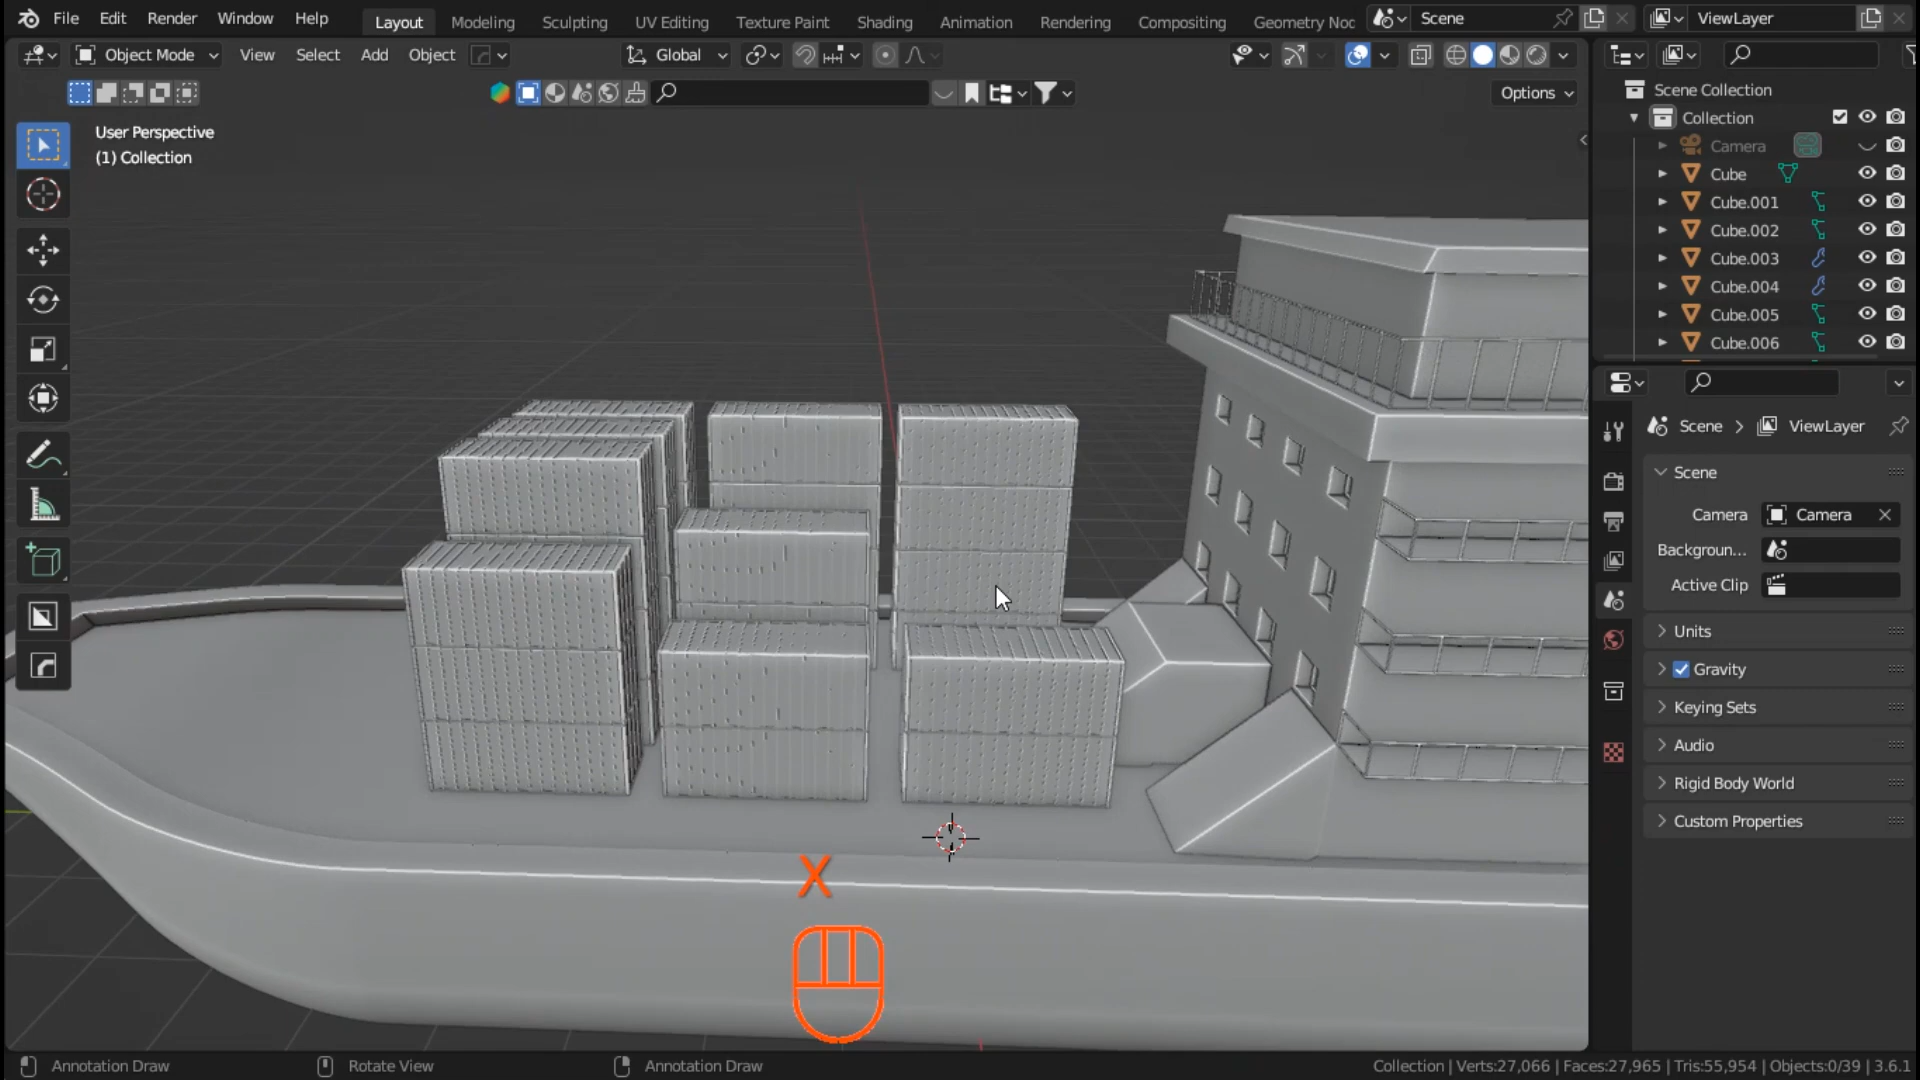 File Edit Render Window Help Layout Modeling Sculpting UV Editing Texture Paint Shading Animation Rendering Compositing Geometry Noc Scene ViewLayer
Object Mode View Select Add Object Global
Options
User Perspective
(1) Collection
Scene Collection
Collection
Camera
Cube
Cube.001
Cube.002
Cube.003
Cube.004
Cube.005
Cube.006
Scene > ViewLayer
Scene
Camera Camera
Backgroun...
Active Clip
Units
Gravity
Keying Sets
Audio
Rigid Body World
Custom Properties
X
Annotation Draw Rotate View Annotation Draw Collection | Verts:27,066 | Faces:27,965 | Tris:55,954 | Objects:0/39 | 3.6.1